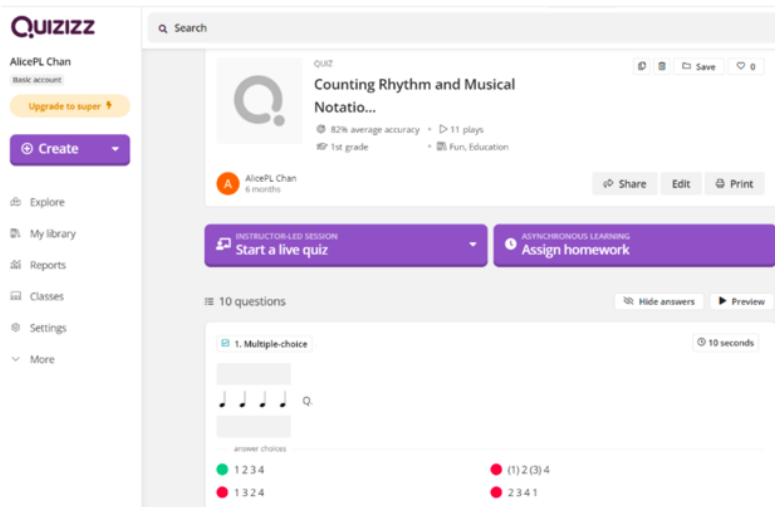 QUIZIZZ
AlicePL Chan
Basic account
Upgrade to super
Create
Explore
My library
Reports
Classes
Settings
More
Search
QUIZ
Counting Rhythm and Musical
Notatio...
82% average accuracy • 11 plays
1st grade • Fun, Education
Save
0
A
AlicePL Chan
6 months
Share
Edit
Print
INSTRUCTOR-LED SESSION
Start a live quiz
ASYNCHRONOUS LEARNING
Assign homework
10 questions
Hide answers
Preview
1. Multiple-choice
10 seconds
Q.
answer choices
1 2 3 4
(1) 2 (3) 4
1 3 2 4
2 3 4 1